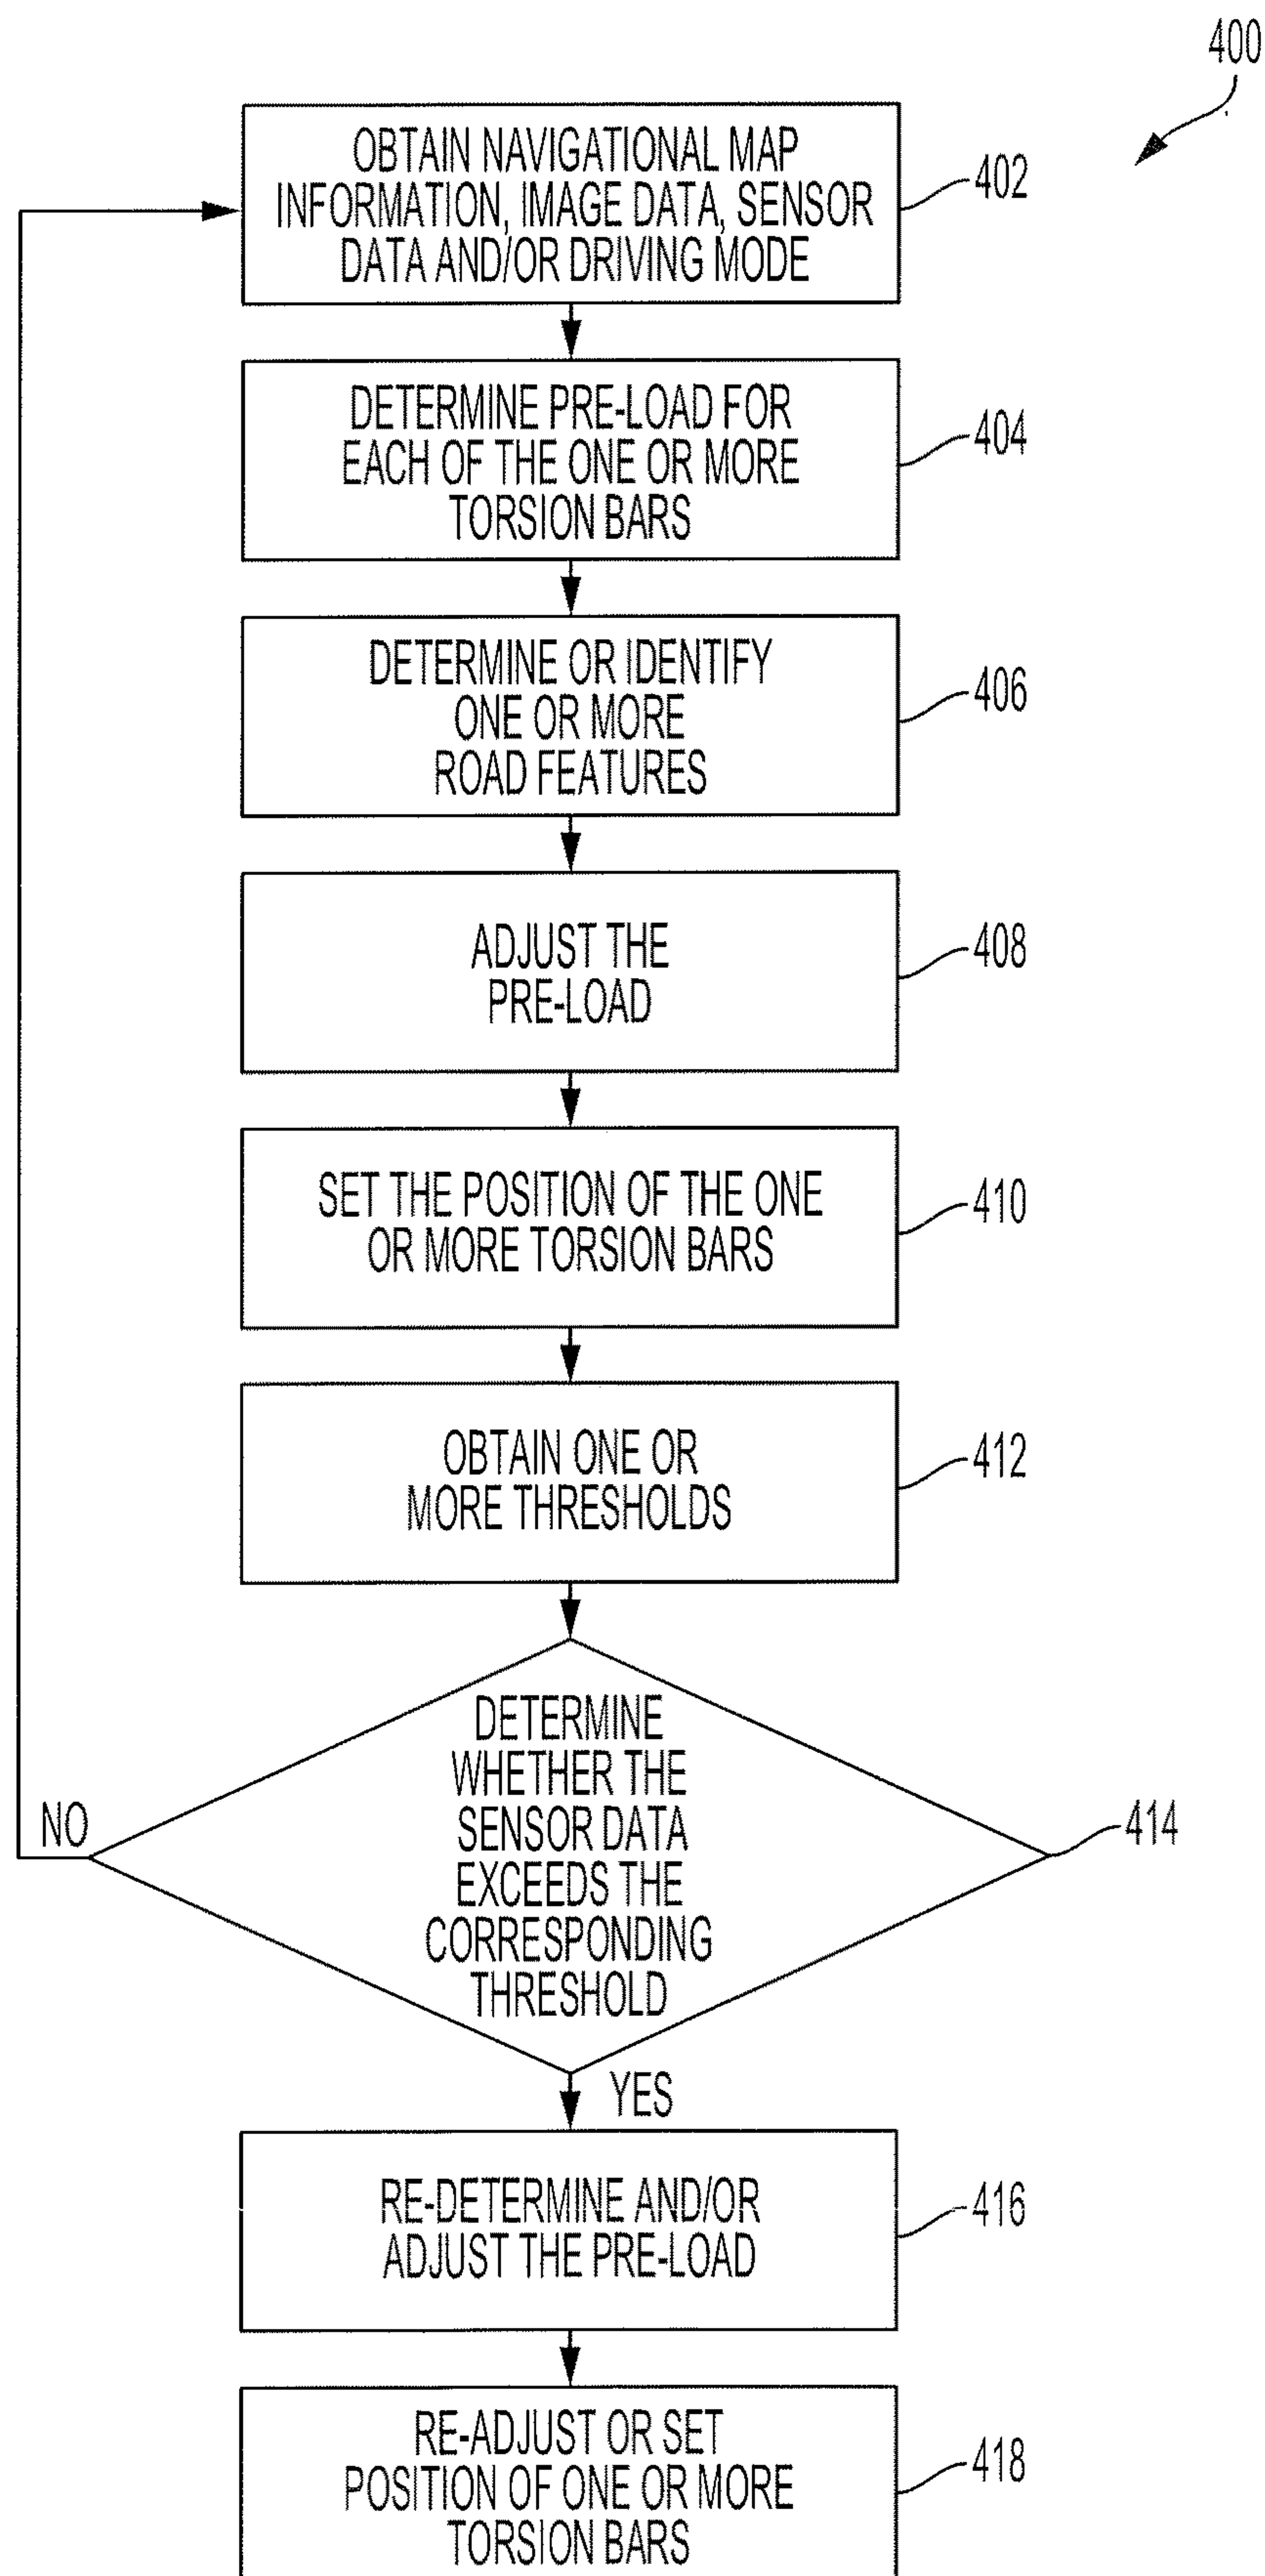 400
OBTAIN NAVIGATIONAL MAP
INFORMATION, IMAGE DATA, SENSOR
DATA AND/OR DRIVING MODE
402
DETERMINE PRE-LOAD FOR
EACH OF THE ONE OR MORE
TORSION BARS
404
DETERMINE OR IDENTIFY
ONE OR MORE
ROAD FEATURES
406
ADJUST THE
PRE-LOAD
408
SET THE POSITION OF THE ONE
OR MORE TORSION BARS
410
OBTAIN ONE OR
MORE THRESHOLDS
412
DETERMINE
WHETHER THE
SENSOR DATA
EXCEEDS THE
CORRESPONDING
THRESHOLD
NO
414
YES
RE-DETERMINE AND/OR
ADJUST THE PRE-LOAD
416
RE-ADJUST OR SET
POSITION OF ONE OR MORE
TORSION BARS
418